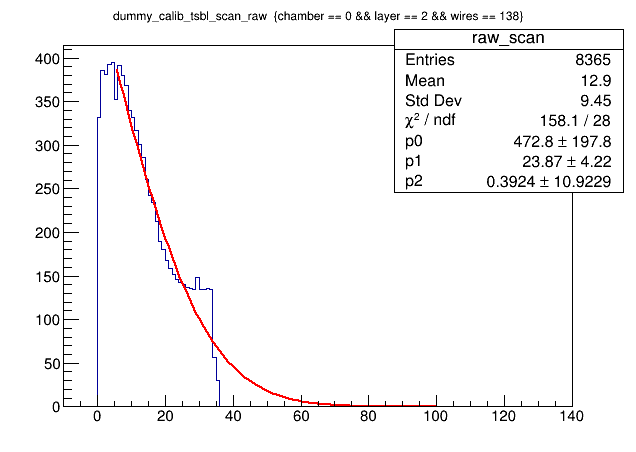 dummy_calib_tsbl_scan_raw {chamber == 0 && layer == 2 && wires == 138}
raw_scan
Entries 8365
Mean 12.9
Std Dev 9.45
χ² / ndf 158.1 / 28
p0 472.8 ± 197.8
p1 23.87 ± 4.22
p2 0.3924 ± 10.9229
400
350
300
250
200
150
100
50
0
0 20 40 60 80 100 120 140